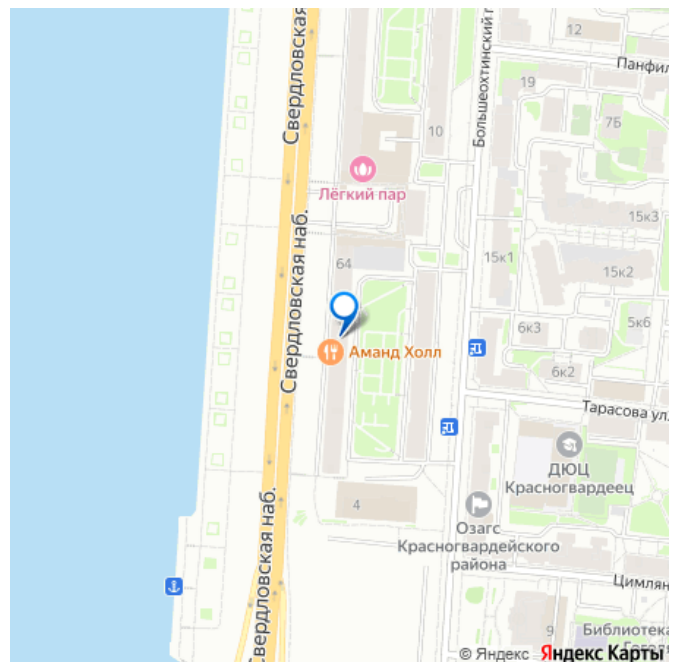 12
Панфил
Свердловская
19
Большеохтинский п
7Б
10
Лёгкий пар
15к3
Свердловская наб.
64
15к1
15к2
6к3
5к6
Аманд Холл
6к2
Тарасова ул.
ДЮЦ
Красногвардеец
4
Озагс
Красногвардейского
района
Свердловская наб.
Цимлян
9
Библиотека
© Яндекс Яндекс Карты